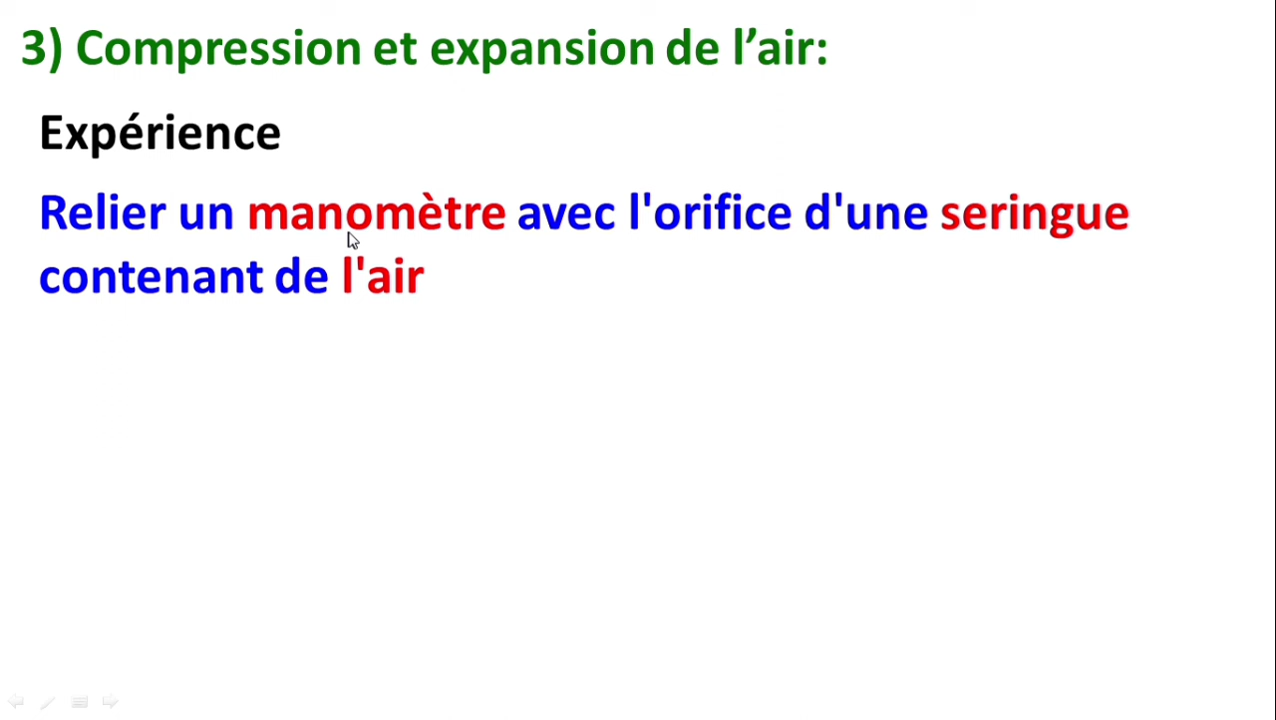 3) Compression et expansion de l’air:
Expérience
Relier un manomètre avec l'orifice d'une seringue
contenant de l'air